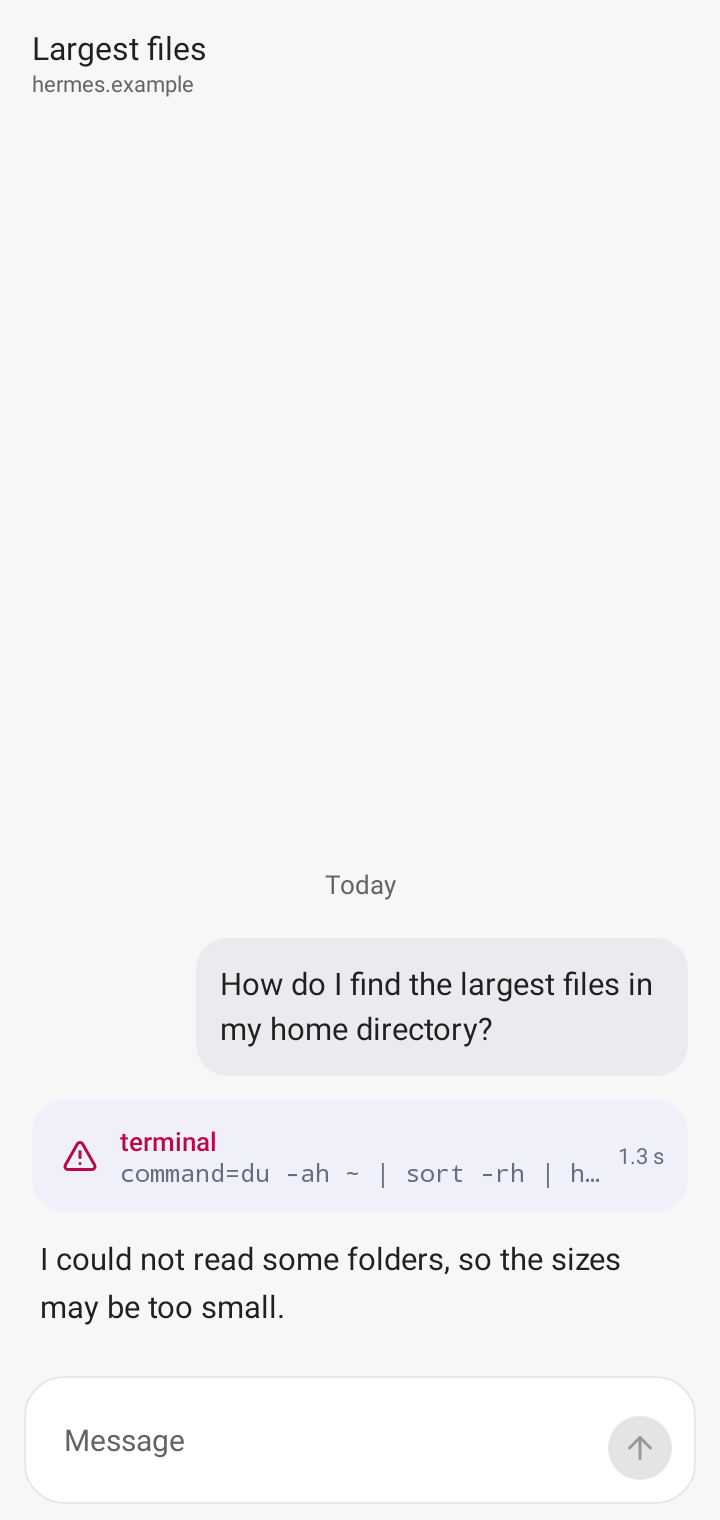 Largest files
hermes.example
Today
How do I find the largest files in
my home directory?
terminal
command=du -ah ~ | sort -rh | h…
1.3 s
I could not read some folders, so the sizes
may be too small.
Message